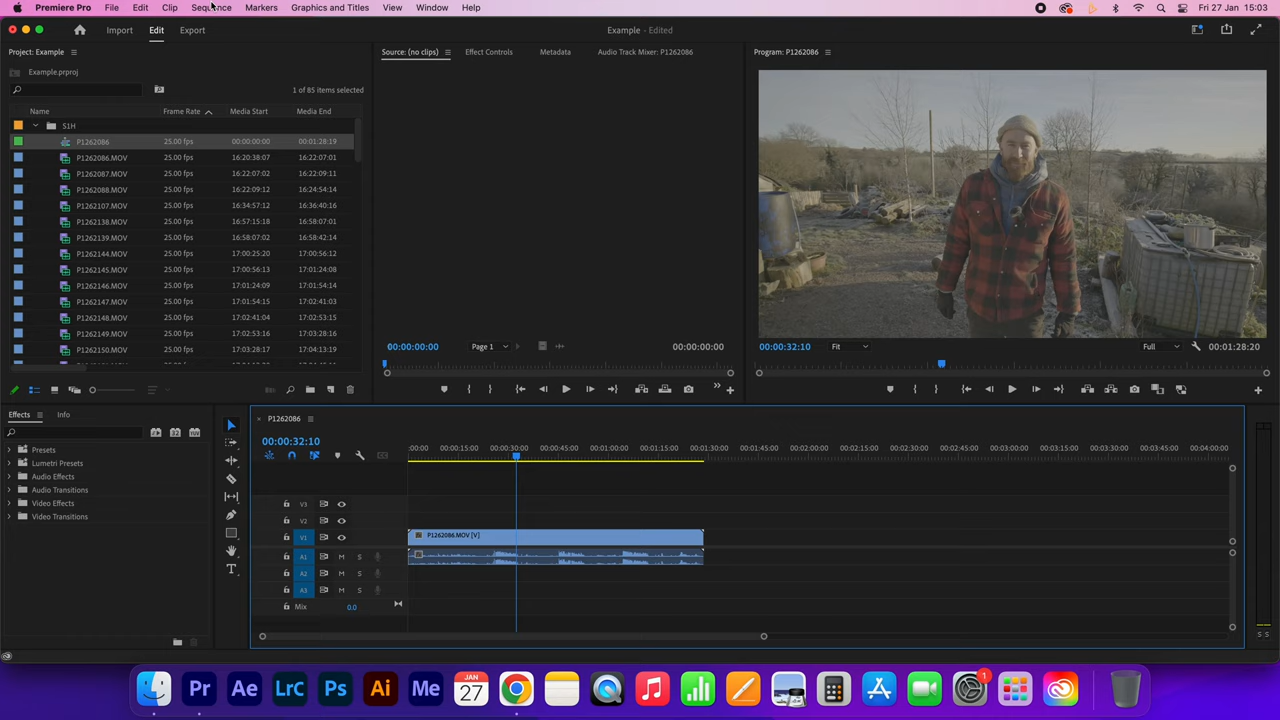 Premiere Pro File Edit Clip Sequence Markers Graphics and Titles View Window Help Fri 27 Jan 15:03
Import Edit Export Example - Edited
Project: Example
Source: (no clips) Effect Controls Metadata Audio Track Mixer: P1262086
Program: P1262086
Example.prproj
1 of 85 items selected
Name Frame Rate Media Start Media End
S1H
P1262086 25.00 fps 00:00:00:00 00:01:28:19
P1262086.MOV 25.00 fps 16:20:38:07 16:22:07:01
P1262087.MOV 25.00 fps 16:22:07:02 16:22:09:11
P1262088.MOV 25.00 fps 16:22:09:12 16:24:54:14
P1262107.MOV 25.00 fps 16:34:57:12 16:36:40:16
P1262138.MOV 25.00 fps 16:57:15:18 16:58:07:01
P1262139.MOV 25.00 fps 16:58:07:02 16:58:42:14
P1262144.MOV 25.00 fps 17:00:25:20 17:00:56:12
P1262145.MOV 25.00 fps 17:00:56:13 17:01:24:08
P1262146.MOV 25.00 fps 17:01:24:09 17:01:54:14
P1262147.MOV 25.00 fps 17:01:54:15 17:02:41:03
P1262148.MOV 25.00 fps 17:02:41:04 17:02:53:15
P1262149.MOV 25.00 fps 17:02:53:16 17:03:28:16
P1262150.MOV 25.00 fps 17:03:28:17 17:04:13:19
00:00:00:00 Page 1 00:00:00:00
00:00:32:10 Fit Full 00:01:28:20
Effects Info
Presets
Lumetri Presets
Audio Effects
Audio Transitions
Video Effects
Video Transitions
P1262086
00:00:32:10
:00:00 00:00:15:00 00:00:30:00 00:00:45:00 00:01:00:00 00:01:15:00 00:01:30:00 00:01:45:00 00:02:00:00 00:02:15:00 00:02:30:00 00:02:45:00 00:03:00:00 00:03:15:00 00:03:30:00 00:03:45:00 00:04:00:00
V3
V2
V1 P1262086.MOV [V]
A1 M S
A2 M S
A3 M S
Mix 0.0
S S
Pr Ae LrC Ps Ai Me JAN 27 1